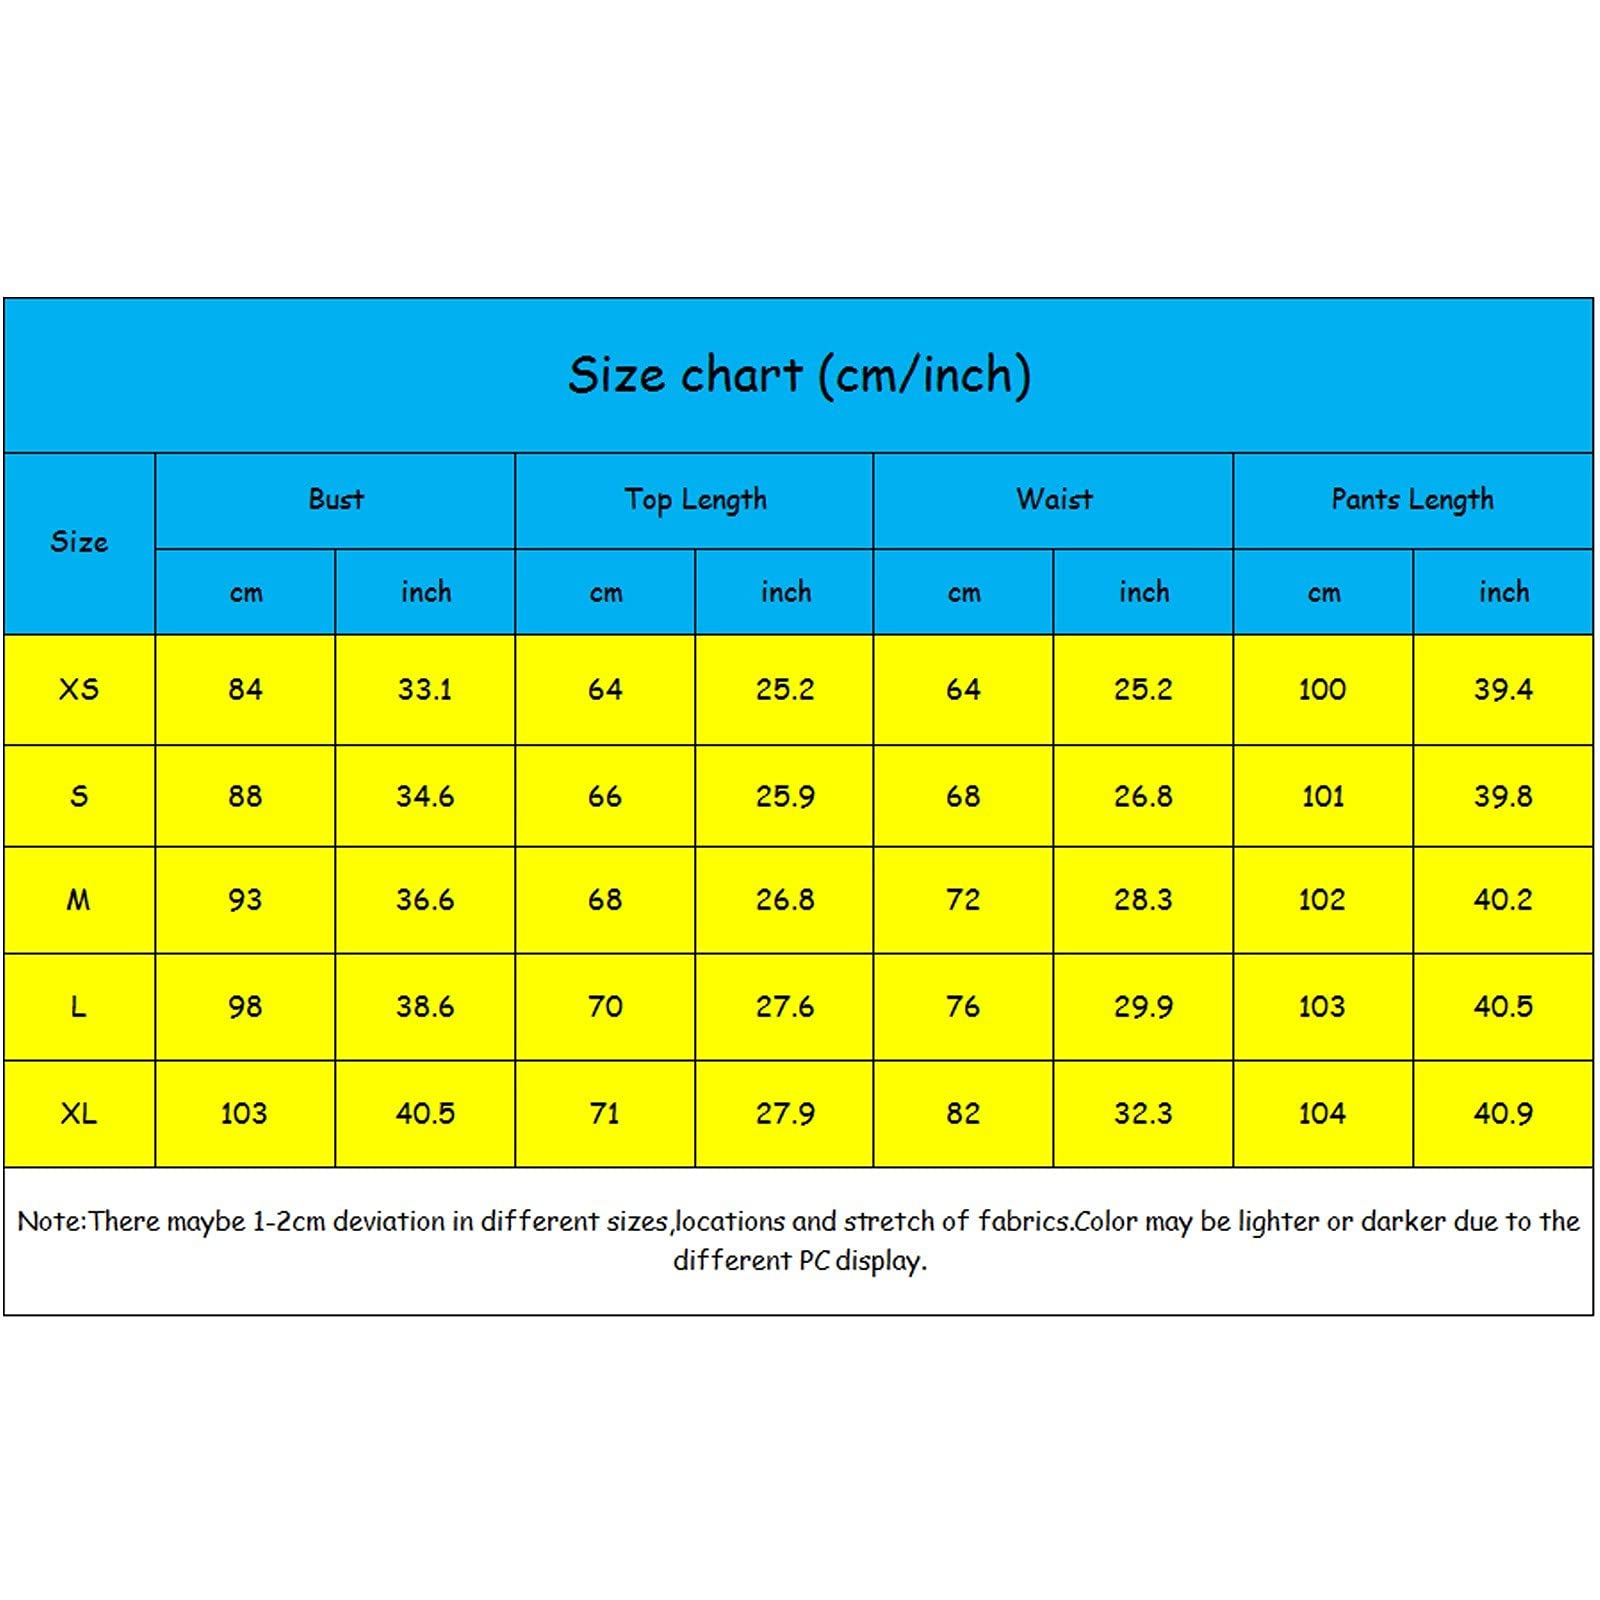 Size chart (cm/inch)
Size Bust Top Length Waist Pants Length
cm inch cm inch cm inch cm inch
XS 84 33.1 64 25.2 64 25.2 100 39.4
S 88 34.6 66 25.9 68 26.8 101 39.8
M 93 36.6 68 26.8 72 28.3 102 40.2
L 98 38.6 70 27.6 76 29.9 103 40.5
XL 103 40.5 71 27.9 82 32.3 104 40.9
Note:There maybe 1-2cm deviation in different sizes,locations and stretch of fabrics.Color may be lighter or darker due to the
different PC display.